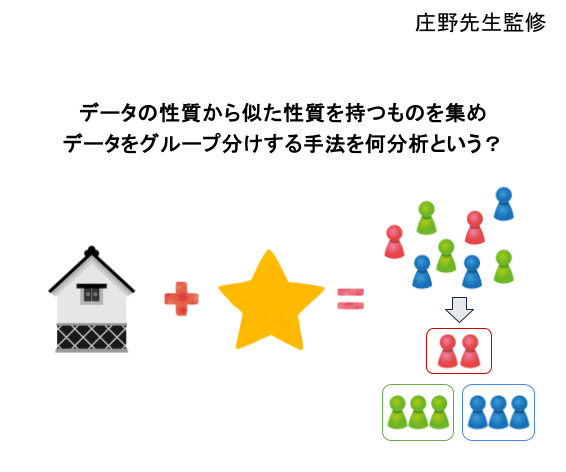 庄野先生監修
データの性質から似た性質を持つものを集め
データをグループ分けする手法を何分析という？